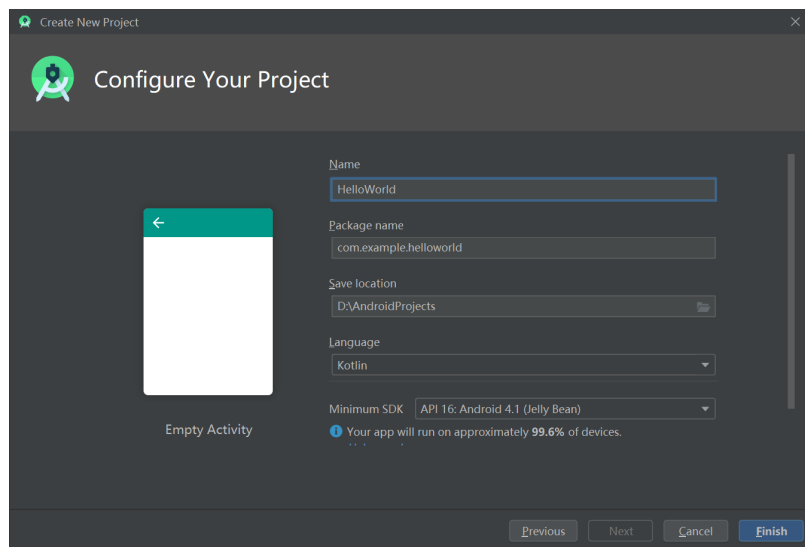 Create New Project
Configure Your Project
Name
HelloWorld
Package name
com.example.helloworld
Save location
D:\AndroidProjects
Language
Kotlin
Minimum SDK API 16: Android 4.1 (Jelly Bean)
Your app will run on approximately 99.6% of devices.
Empty Activity
Previous Next Cancel Finish